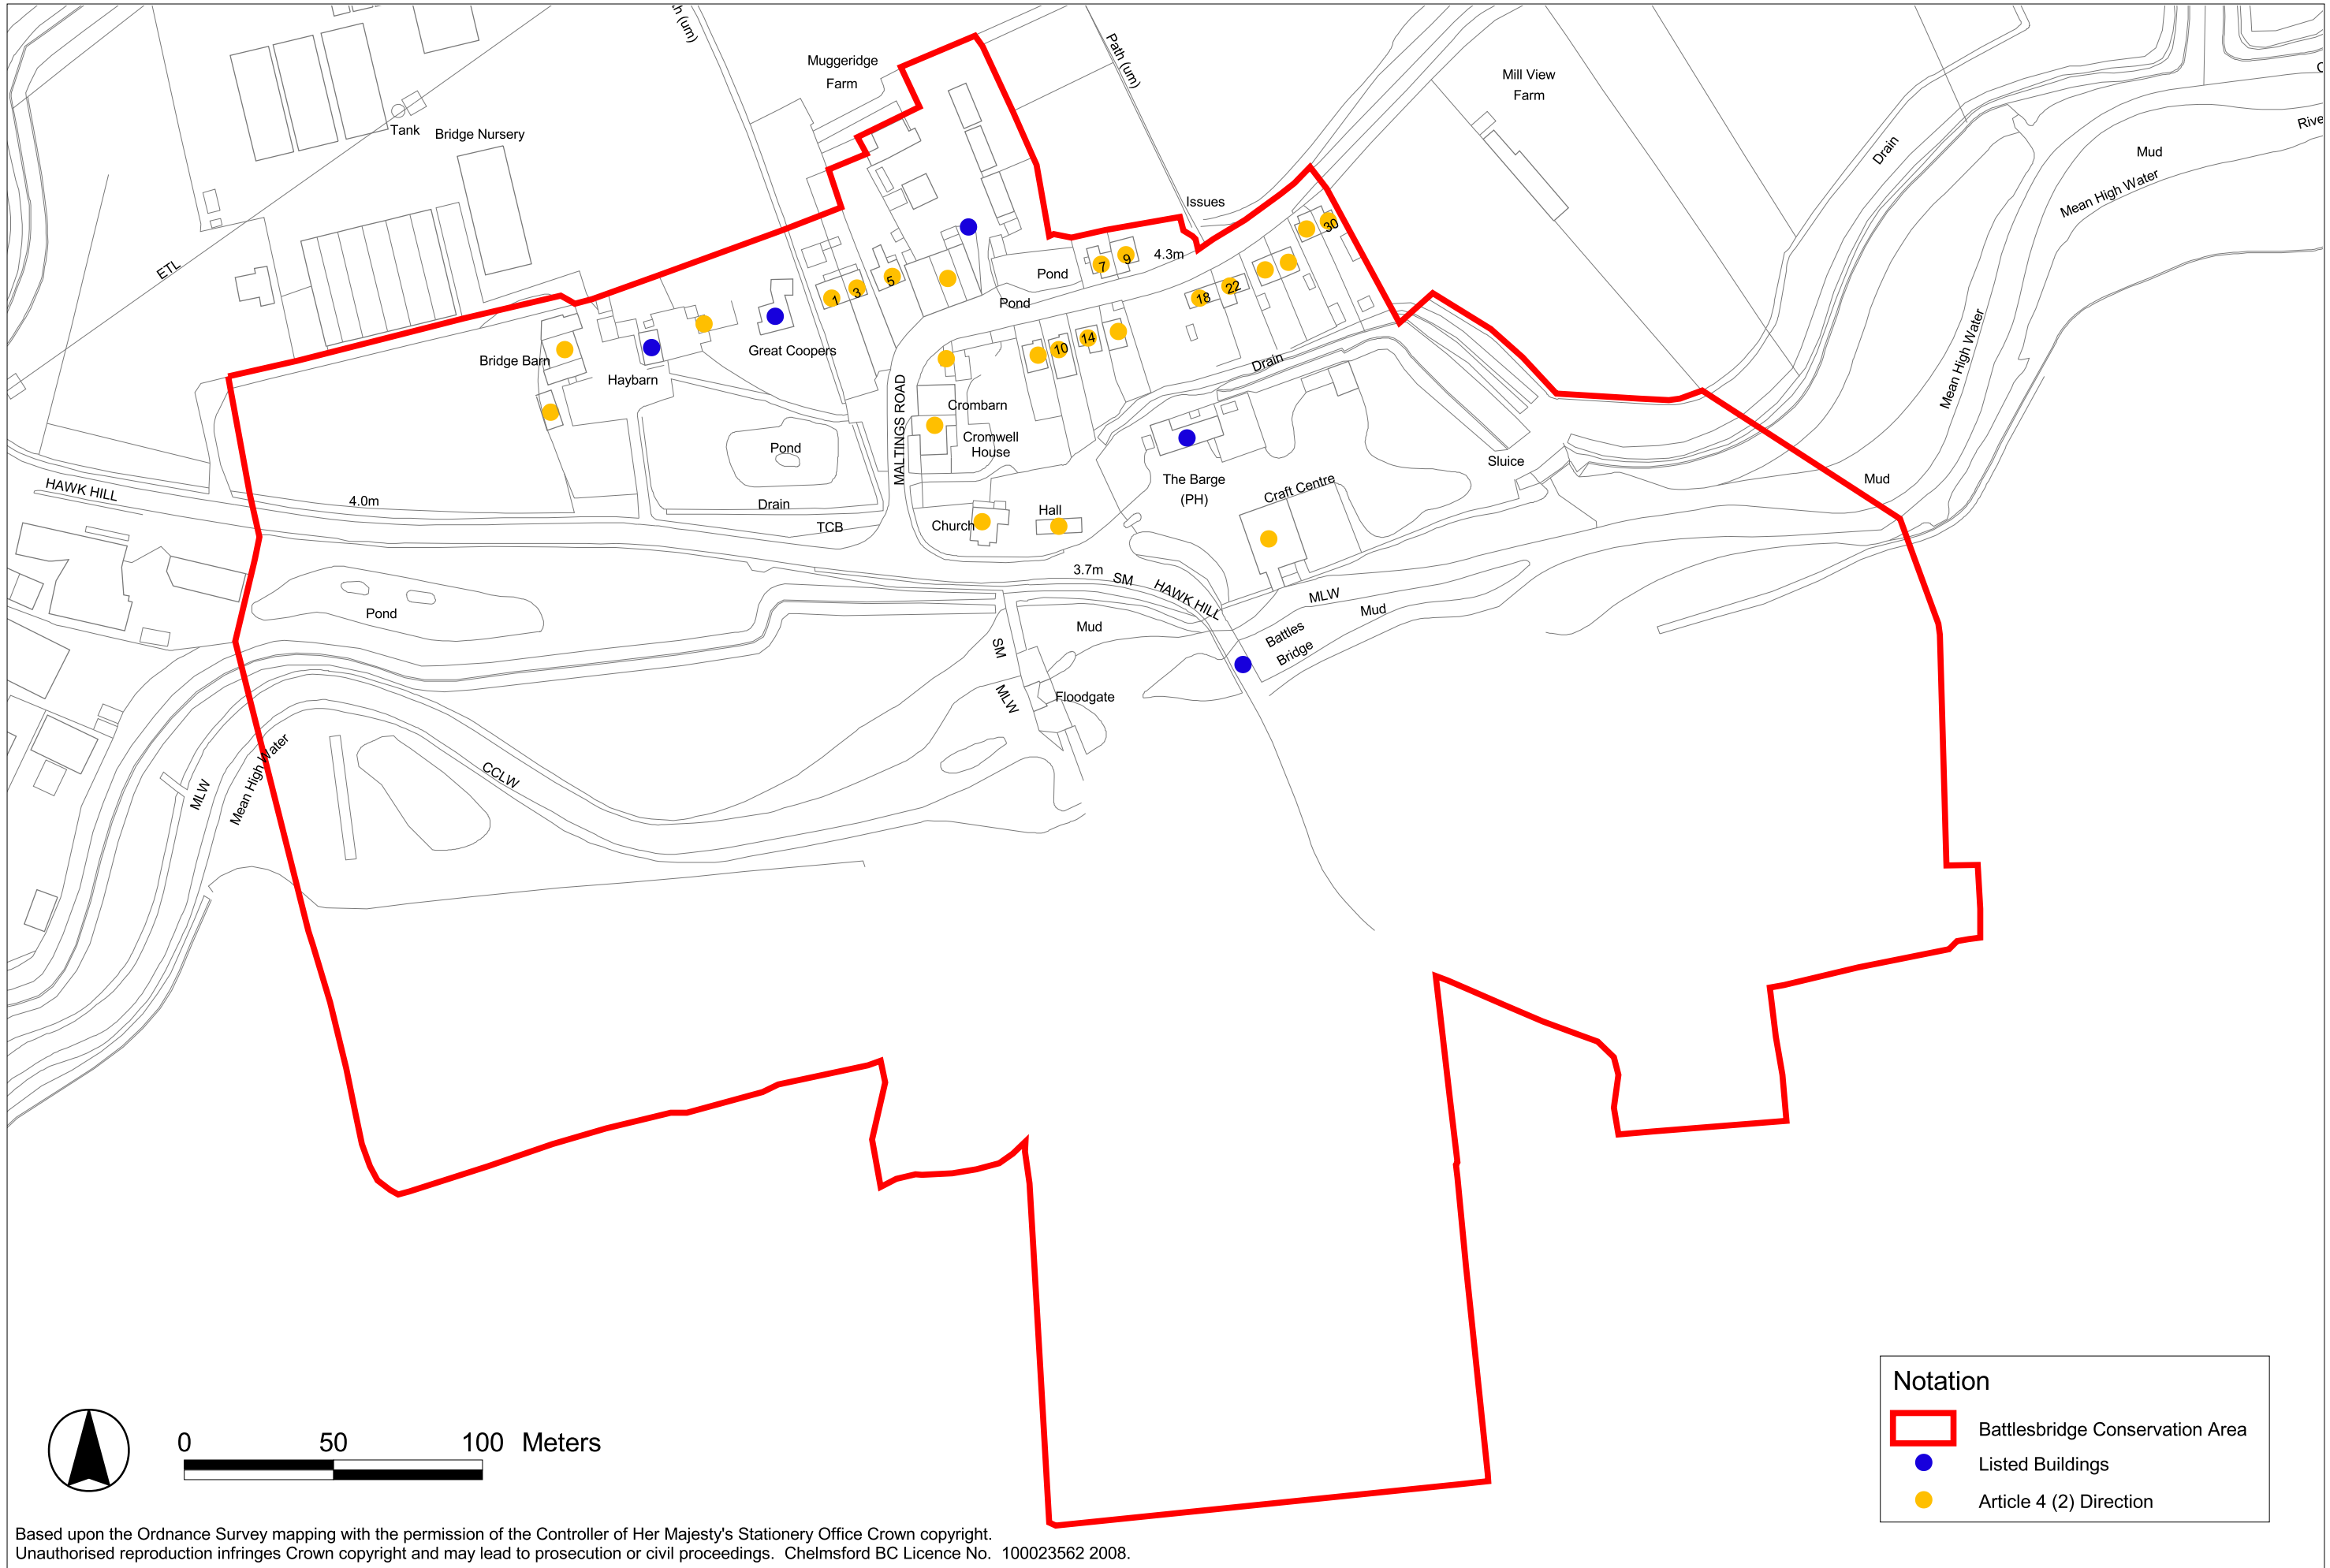 Muggeridge
Farm
Path (um)
Mill View
Farm
Tank
Bridge Nursery
Drain
Mud
Mean High Water
Issues
ETL
30
4.3m
7
9
Pond
5
1
3
18
22
Pond
Great Coopers
Bridge Barn
Haybarn
10
14
Drain
Mean High Water
MALTINGS ROAD
Crombarn
Cromwell
House
Pond
Sluice
Mud
The Barge
(PH)
Craft Centre
HAWK HILL
4.0m
Drain
TCB
Church
Hall
3.7m
SM
HAWK HILL
MLW
Mud
Pond
Mud
Battles
Bridge
SM
MLW
Floodgate
Mean High Water
MLW
CCLW
Notation
Battlesbridge Conservation Area
Listed Buildings
Article 4 (2) Direction
0 50 100 Meters
Based upon the Ordnance Survey mapping with the permission of the Controller of Her Majesty's Stationery Office Crown copyright.
Unauthorised reproduction infringes Crown copyright and may lead to prosecution or civil proceedings. Chelmsford BC Licence No. 100023562 2008.